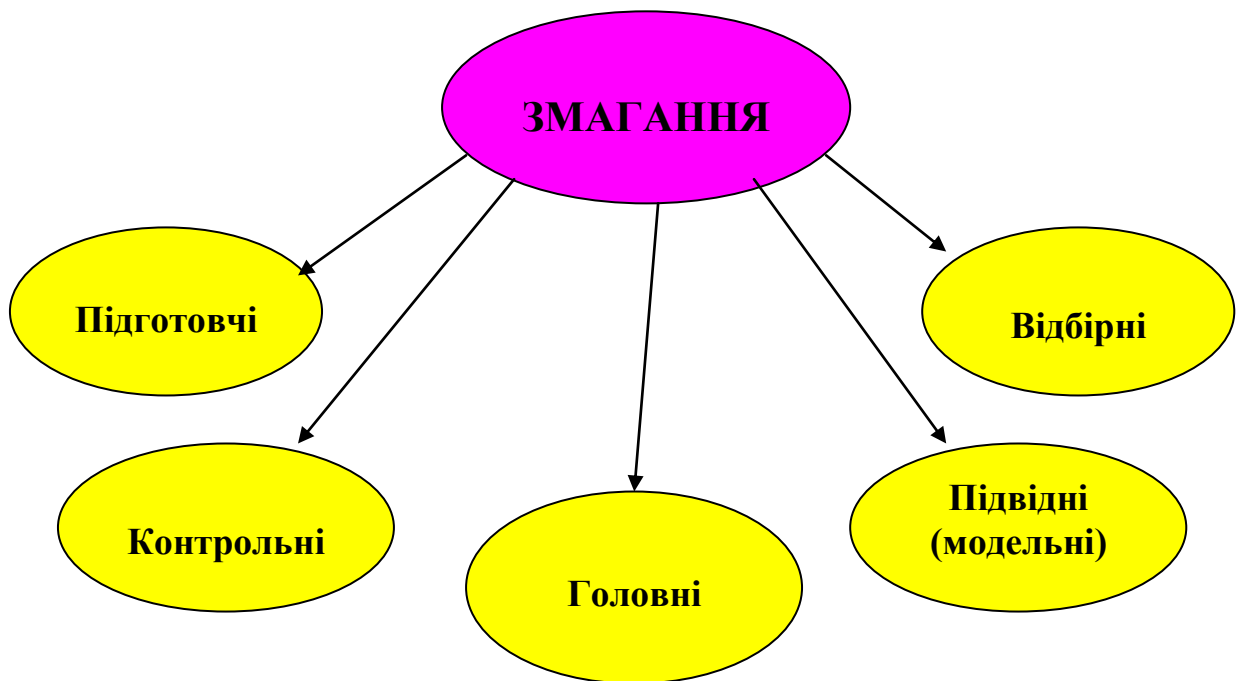 ЗМАГАННЯ
Підготовчі
Відбірні
Контрольні
Підвідні
(модельні)
Головні